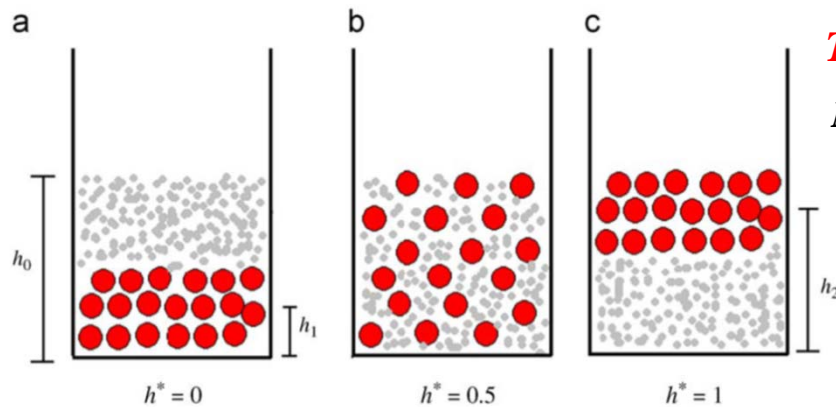 a b c
h₀
h₁
h₂
h* = 0 h* = 0.5 h* = 1